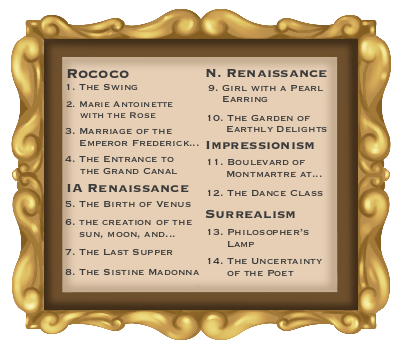 Rococo
1. The Swing
2. Marie Antoinette
with the Rose
3. Marriage of the
Emperor Frederick...
4. The Entrance to
the Grand Canal
IA Renaissance
5. The Birth of Venus
6. the creation of the
sun, moon, and...
7. The Last Supper
8. The Sistine Madonna
N. Renaissance
9. Girl with a Pearl
Earring
10. The Garden of
Earthly Delights
Impressionism
11. Boulevard of
Montmartre at...
12. The Dance Class
Surrealism
13. Philosopher's
Lamp
14. The Uncertainty
of the Poet